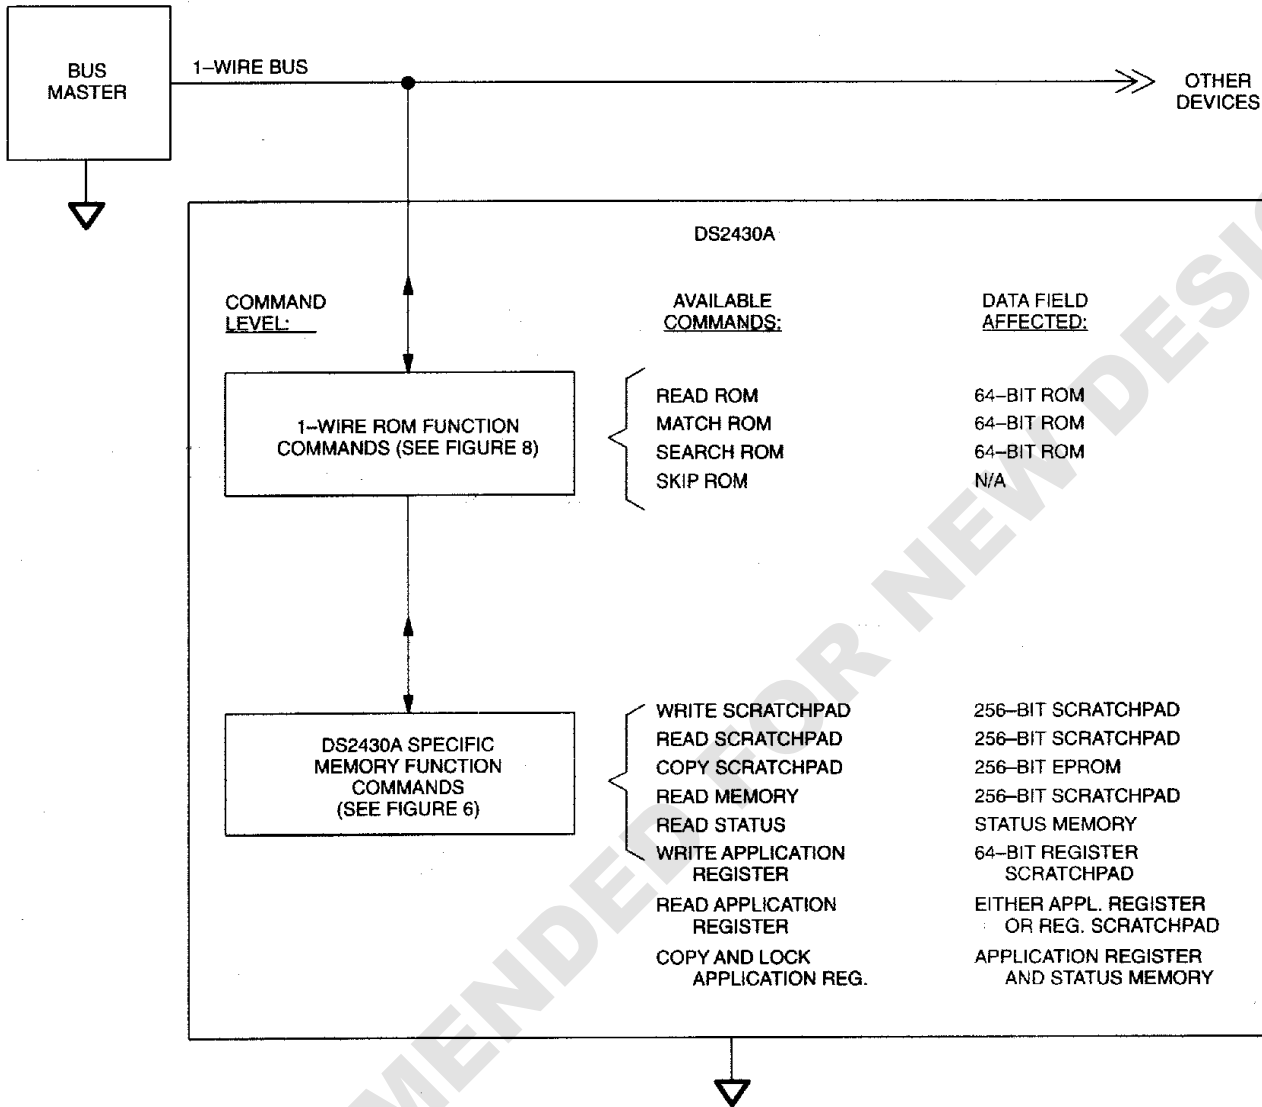 BUS
MASTER
1–WIRE BUS
OTHER
DEVICES
DS2430A
COMMAND
LEVEL:
AVAILABLE
COMMANDS:
DATA FIELD
AFFECTED:
1–WIRE ROM FUNCTION
COMMANDS (SEE FIGURE 8)
READ ROM 64–BIT ROM
MATCH ROM 64–BIT ROM
SEARCH ROM 64–BIT ROM
SKIP ROM N/A
DS2430A SPECIFIC
MEMORY FUNCTION
COMMANDS
(SEE FIGURE 6)
WRITE SCRATCHPAD 256–BIT SCRATCHPAD
READ SCRATCHPAD 256–BIT SCRATCHPAD
COPY SCRATCHPAD 256–BIT EPROM
READ MEMORY 256–BIT SCRATCHPAD
READ STATUS STATUS MEMORY
WRITE APPLICATION 64–BIT REGISTER
REGISTER SCRATCHPAD
READ APPLICATION EITHER APPL. REGISTER
REGISTER OR REG. SCRATCHPAD
COPY AND LOCK APPLICATION REGISTER
APPLICATION REG. AND STATUS MEMORY
MENDED FOR NEW DESIG